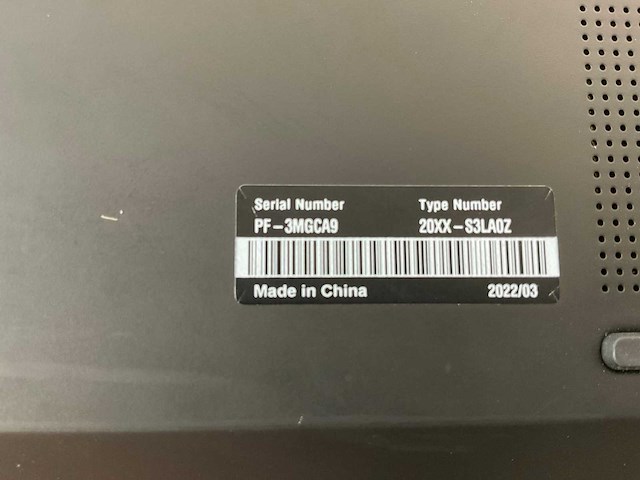 Serial Number Type Number
PF-3MGCA9 20XX-S3LA0Z
Made in China 2022/03